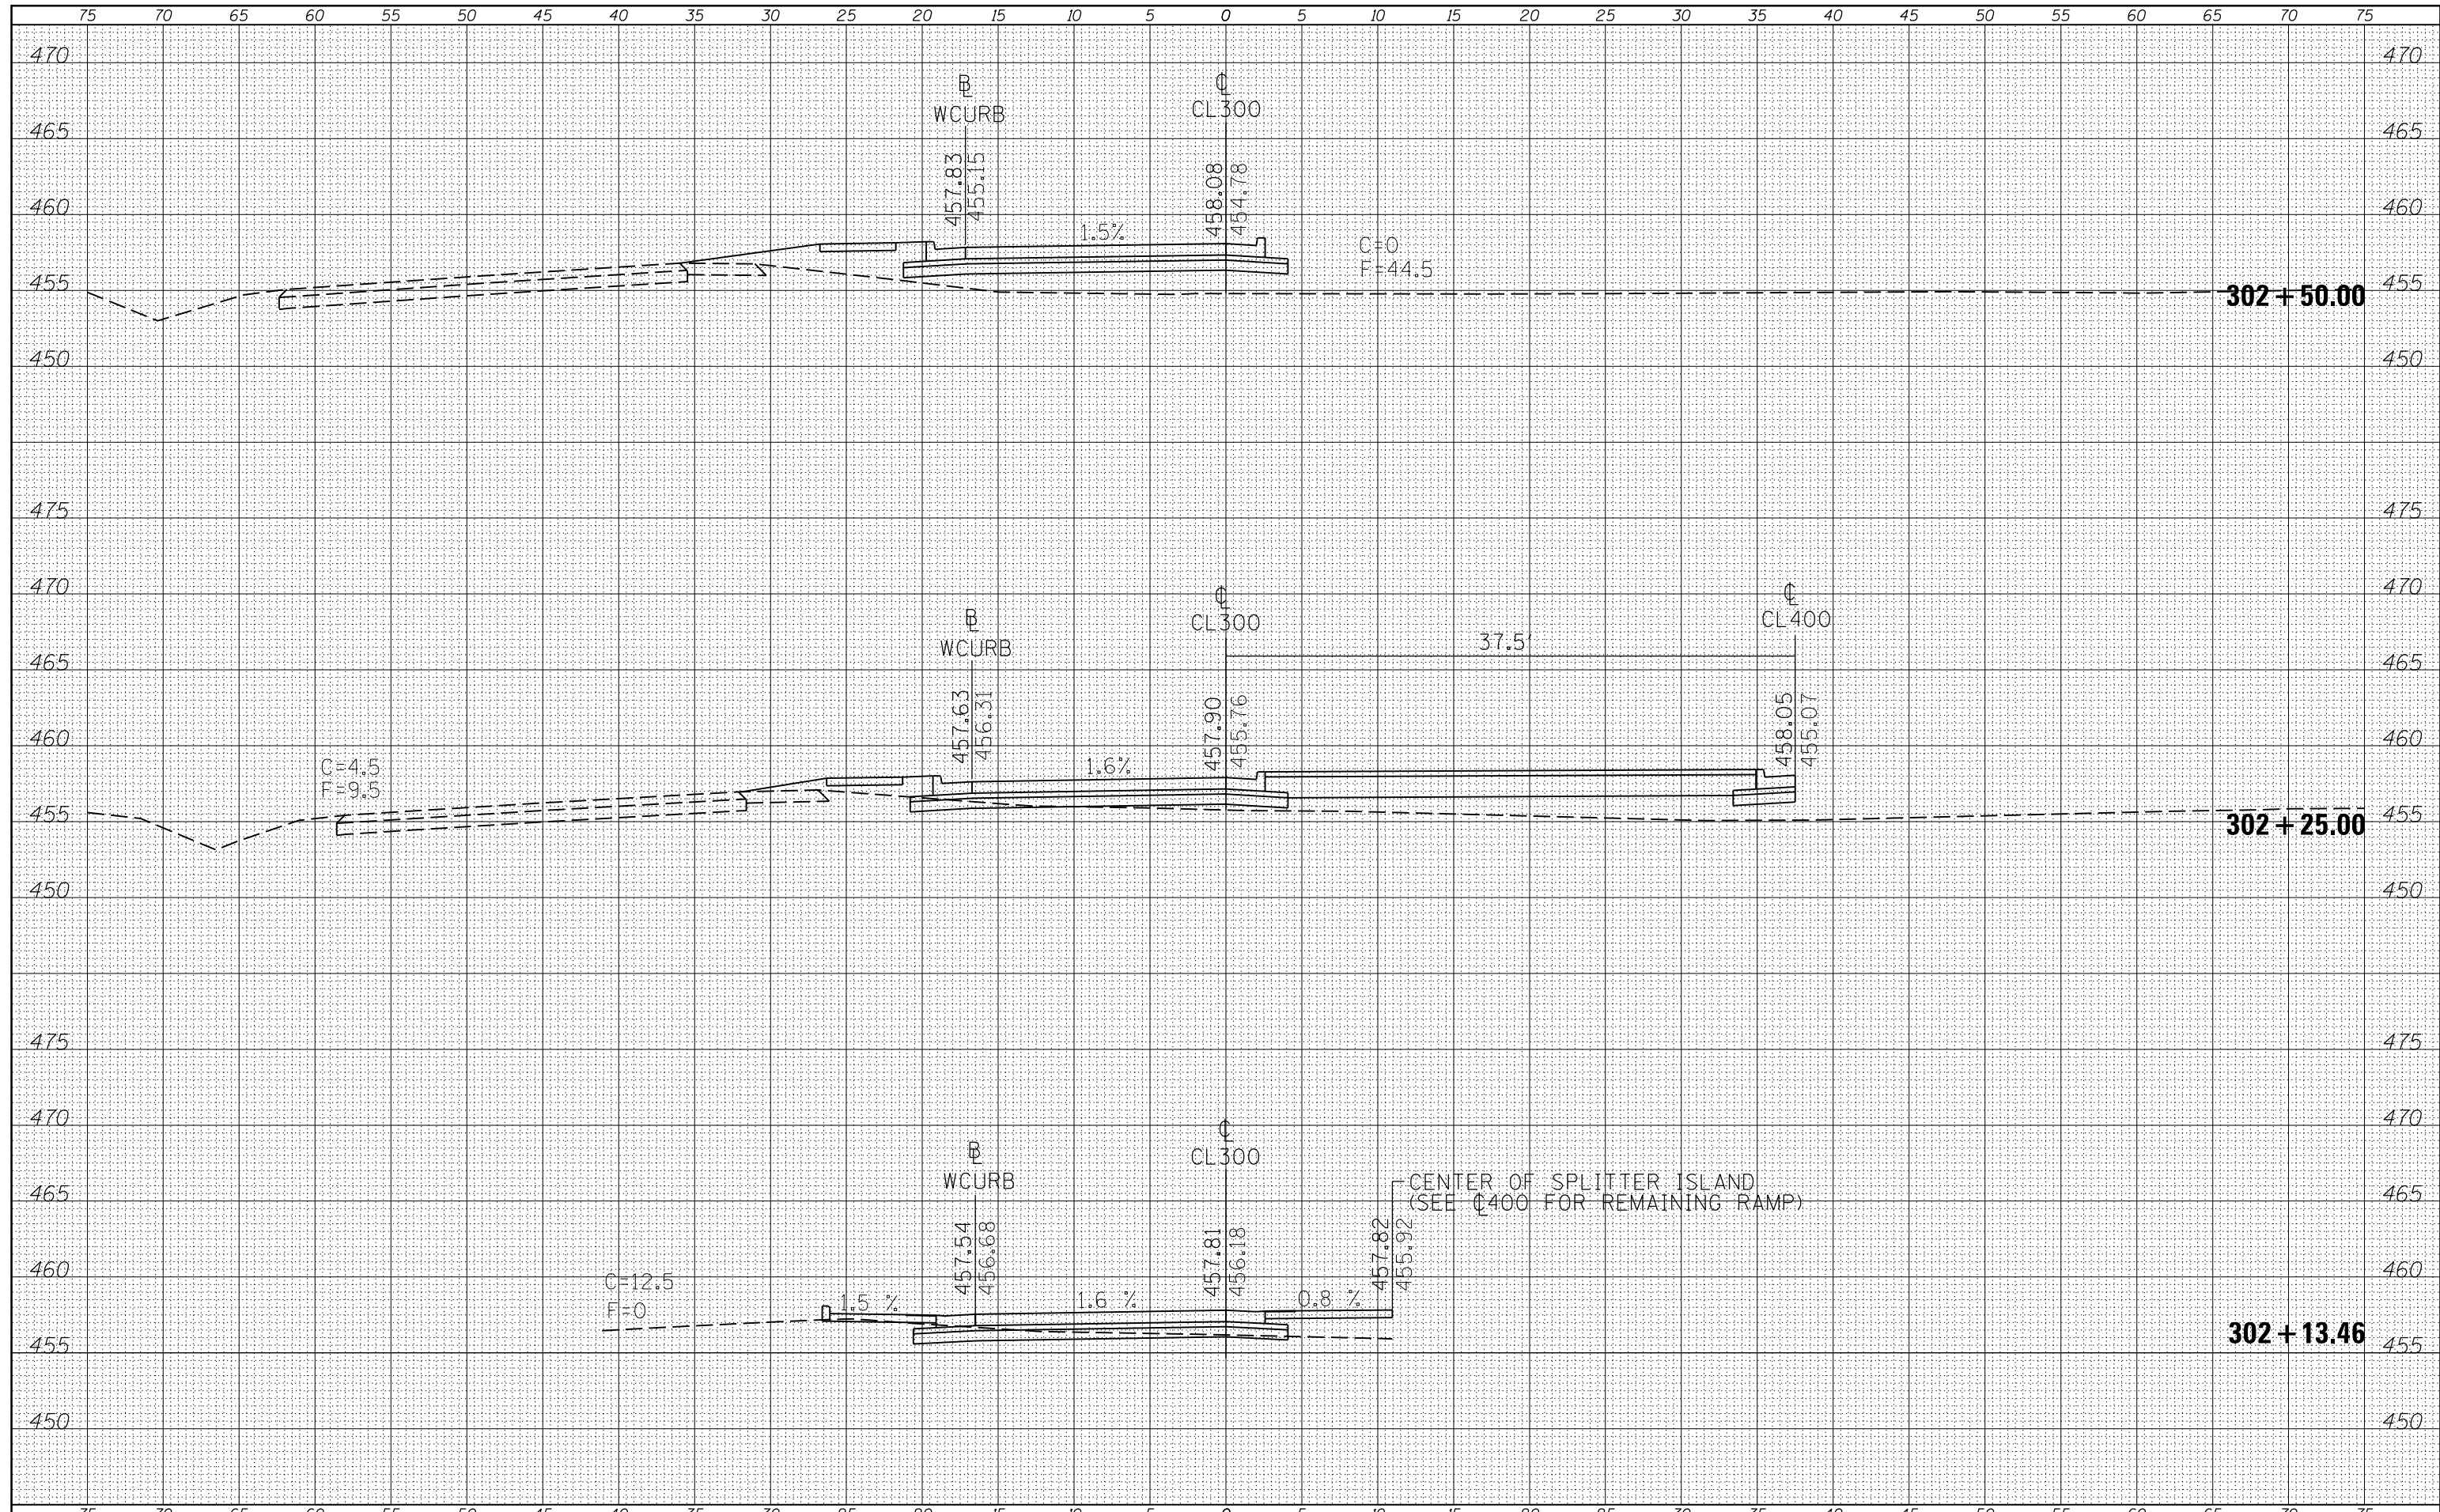 75 70 65 60 55 50 45 40 35 30 25 20 15 10 5 0 5 10 15 20 25 30 35 40 45 50 55 60 65 70 75
470 470
B̵L ℄
WCURB CL300
465 465
457.83 455.15 458.08 454.78
460 460
1.5%
C=0
F=44.5
455 302+50.00 455
450 450
475 475
470 470
℄ ℄
B̵L CL300 CL400
WCURB 37.5'
465 465
457.63 456.31 457.90 455.76 458.05 455.07
460 460
C=4.5 1.6%
F=9.5
455 302+25.00 455
450 450
475 475
470 470
℄
B̵L CL300
WCURB CENTER OF SPLITTER ISLAND
(SEE ℄400 FOR REMAINING RAMP)
465 465
457.54 456.68 457.81 456.18 457.82 455.92
460 460
C=12.5
F=0 1.5 % 1.6 % 0.8 %
302+13.46
455 455
450 450
75 70 65 60 55 50 45 40 35 30 25 20 15 10 5 0 5 10 15 20 25 30 35 40 45 50 55 60 65 70 75